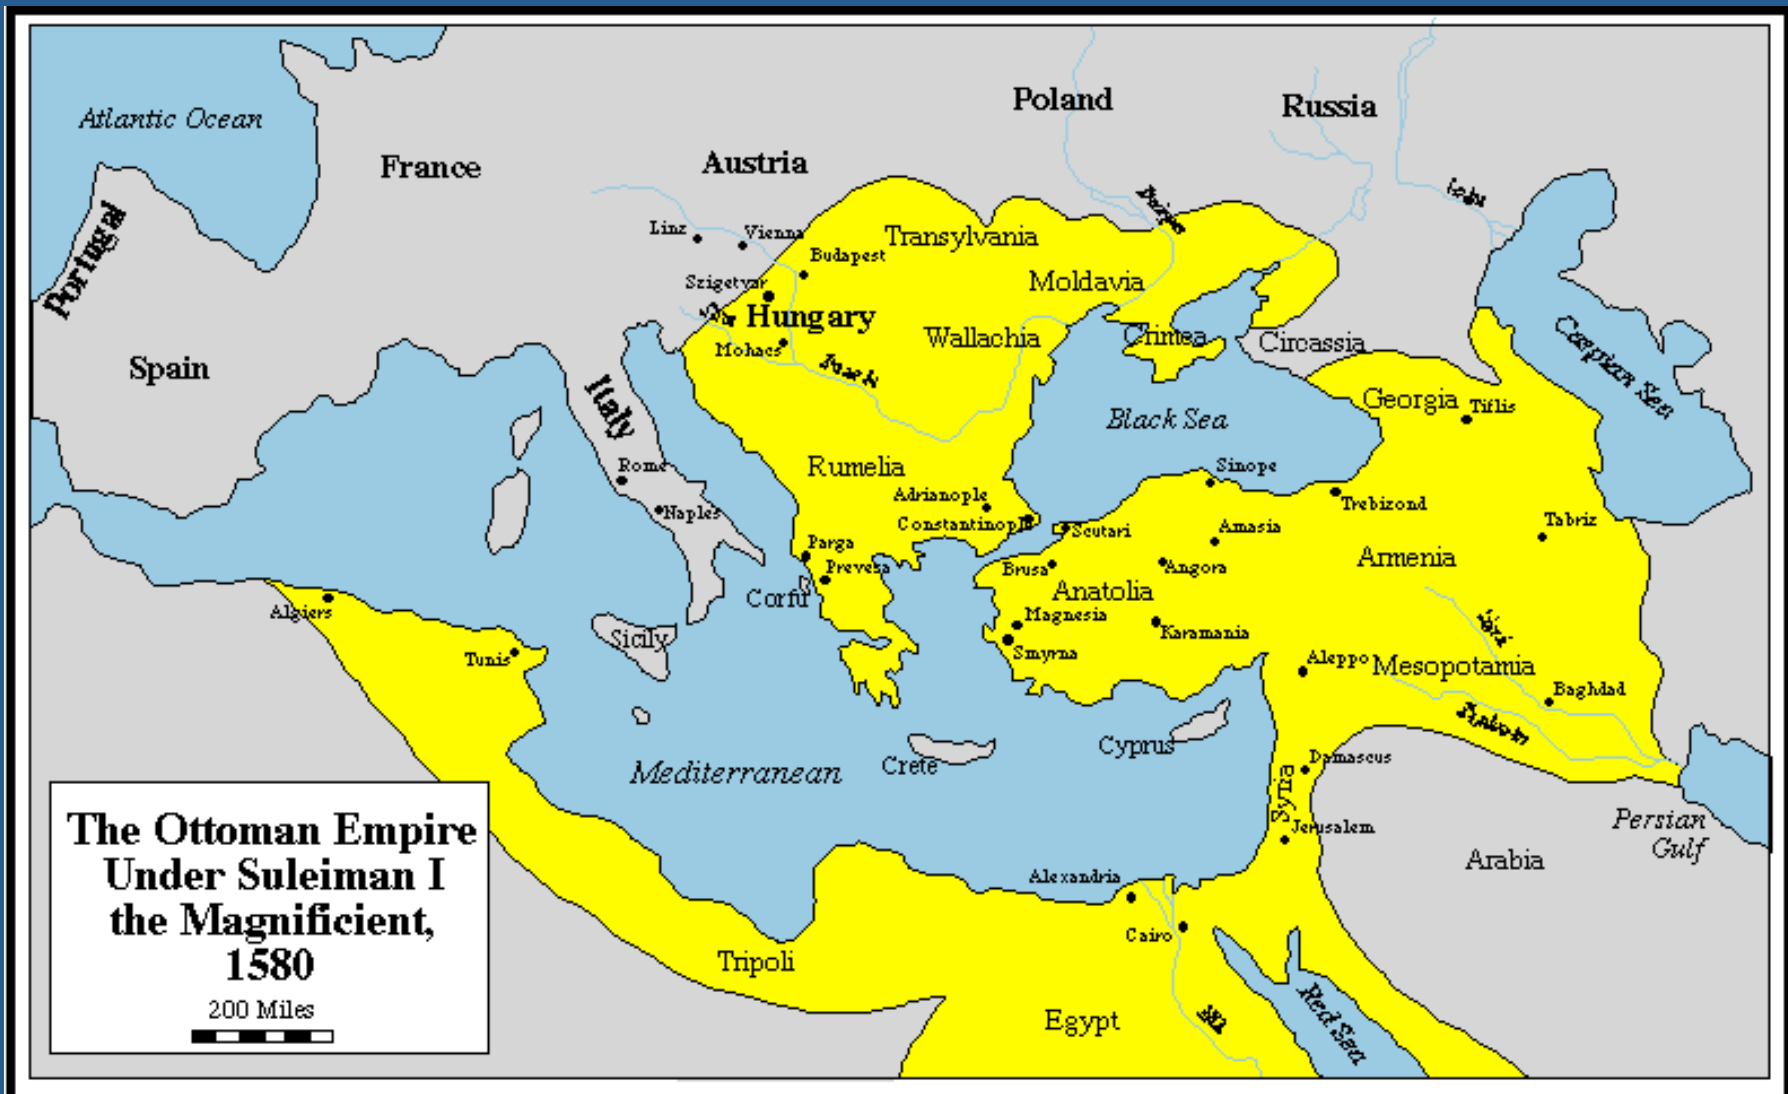 Atlantic Ocean
Poland
Russia
France
Austria
Portugal
Linz
Vienna
Transylvania
Budapest
Moldavia
Szigetvar
Hungary
Wallachia
Crimea
Circassia
Mohacs
Spain
Italy
Caspian Sea
Georgia
Tiflis
Black Sea
Rome
Rumelia
Sinope
Adrianople
Naples
Constantinople
Scutari
Trebizond
Amasia
Tabriz
Parga
Prevesa
Brusa
Angora
Armenia
Corfu
Anatolia
Algiers
Magnesia
Karamania
Sicily
Smyrna
Tunis
Aleppo
Mesopotamia
Baghdad
Cyprus
Crete
Mediterranean
Damascus
Syria
Jerusalem
Persian
Gulf
Arabia
The Ottoman Empire
Under Suleiman I
the Magnificient,
1580
200 Miles
Alexandria
Cairo
Tripoli
Egypt
Red Sea